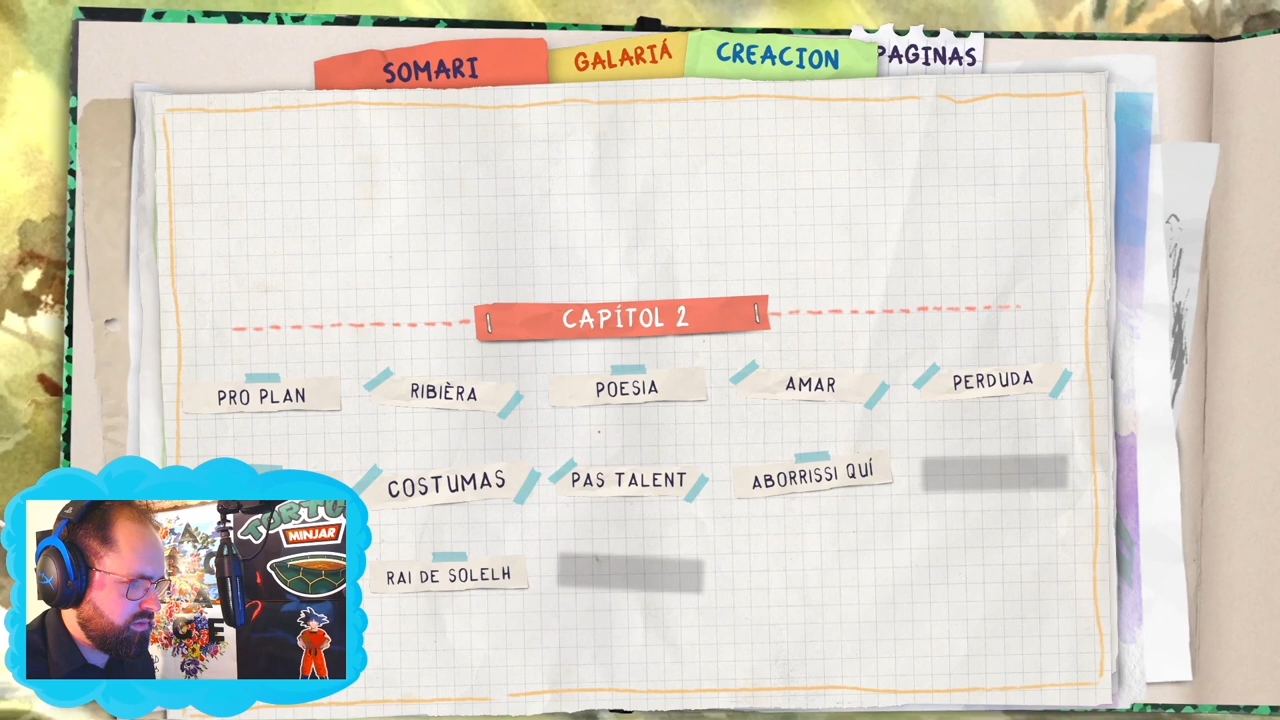 SOMARI
GALARIÁ
CREACION
PAGINAS
CAPÍTOL 2
PRO PLAN
RIBIÈRA
POESIA
AMAR
PERDUDA
COSTUMAS
PAS TALENT
ABORRISSI QUÍ
RAI DE SOLELH
MINJAR